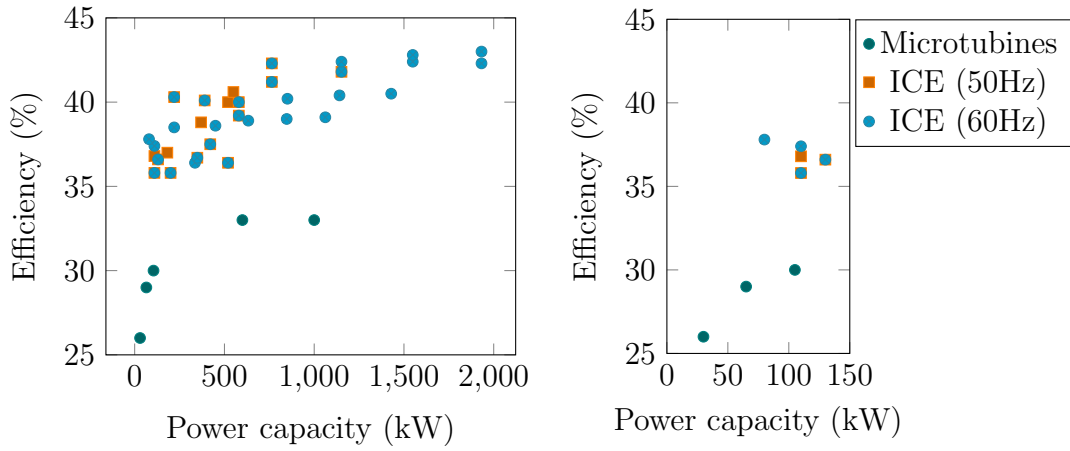 45
40
35
30
25
0
500
1,000
1,500
2,000
Efficiency (%)
Power capacity (kW)
45
40
35
30
25
0
50
100
150
Efficiency (%)
Power capacity (kW)
Microtubines
ICE (50Hz)
ICE (60Hz)